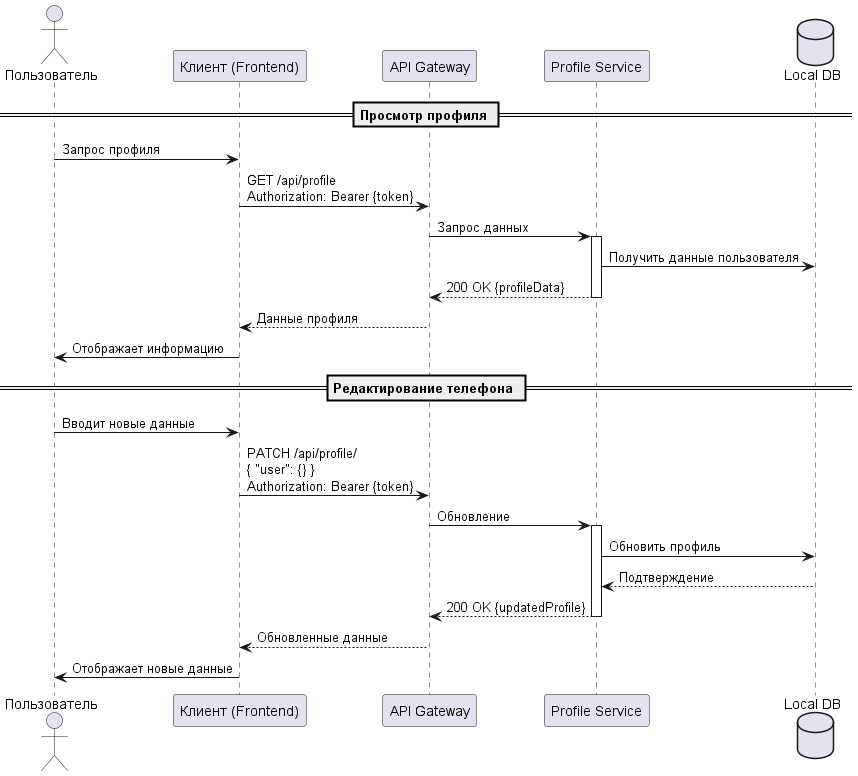 Пользователь
Клиент (Frontend)
API Gateway
Profile Service
Local DB
Просмотр профиля
Запрос профиля
GET /api/profile
Authorization: Bearer {token}
Запрос данных
Получить данные пользователя
200 OK {profileData}
Данные профиля
Отображает информацию
Редактирование телефона
Вводит новые данные
PATCH /api/profile/
{ "user": {} }
Authorization: Bearer {token}
Обновление
Обновить профиль
Подтверждение
200 OK {updatedProfile}
Обновленные данные
Отображает новые данные
Пользователь
Клиент (Frontend)
API Gateway
Profile Service
Local DB